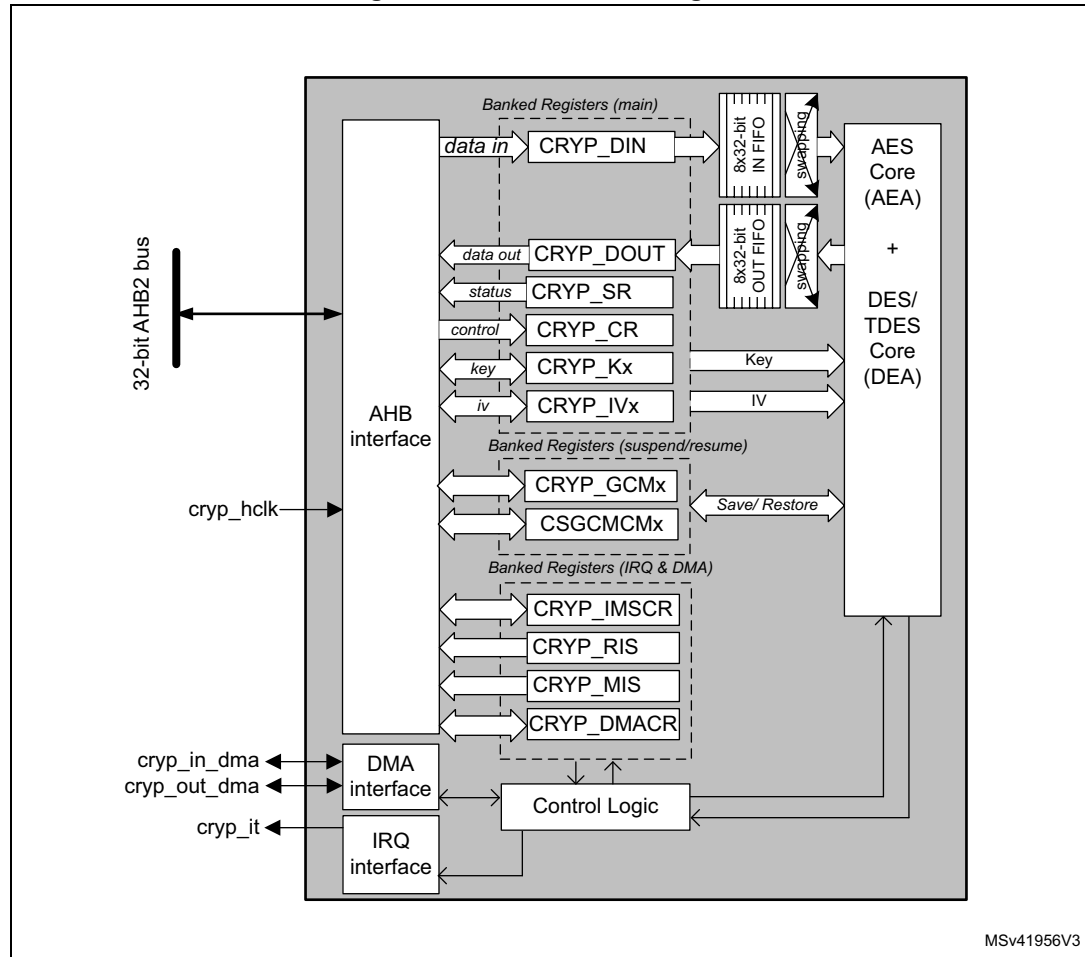 Banked Registers (main)
data in
CRYP_DIN
8x32-bit
IN FIFO
swapping
AES
Core
(AEA)
+
DES/
TDES
Core
(DEA)
data out
CRYP_DOUT
8x32-bit
OUT FIFO
swapping
status
CRYP_SR
control
CRYP_CR
key
CRYP_Kx
Key
iv
CRYP_IVx
IV
32-bit AHB2 bus
AHB
interface
Banked Registers (suspend/resume)
CRYP_GCMx
CSGCMCMx
Save/ Restore
cryp_hclk
Banked Registers (IRQ & DMA)
CRYP_IMSCR
CRYP_RIS
CRYP_MIS
CRYP_DMACR
cryp_in_dma
cryp_out_dma
DMA
interface
Control Logic
cryp_it
IRQ
interface
MSv41956V3